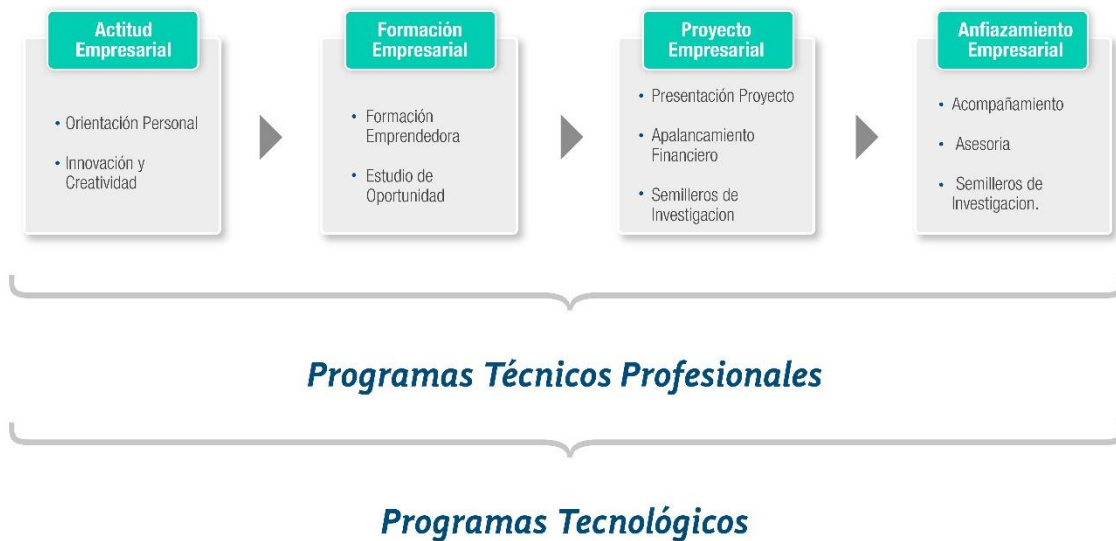 Actitud
Empresarial
• Orientación Personal
• Innovación y
Creatividad
Formación
Empresarial
• Formación
Emprendedora
• Estudio de
Oportunidad
Proyecto
Empresarial
• Presentación Proyecto
• Apalancamiento
Financiero
• Semilleros de
Investigacion
Anfiazamiento
Empresarial
• Acompañamiento
• Asesoria
• Semilleros de
Investigacion.
Programas Técnicos Profesionales
Programas Tecnológicos